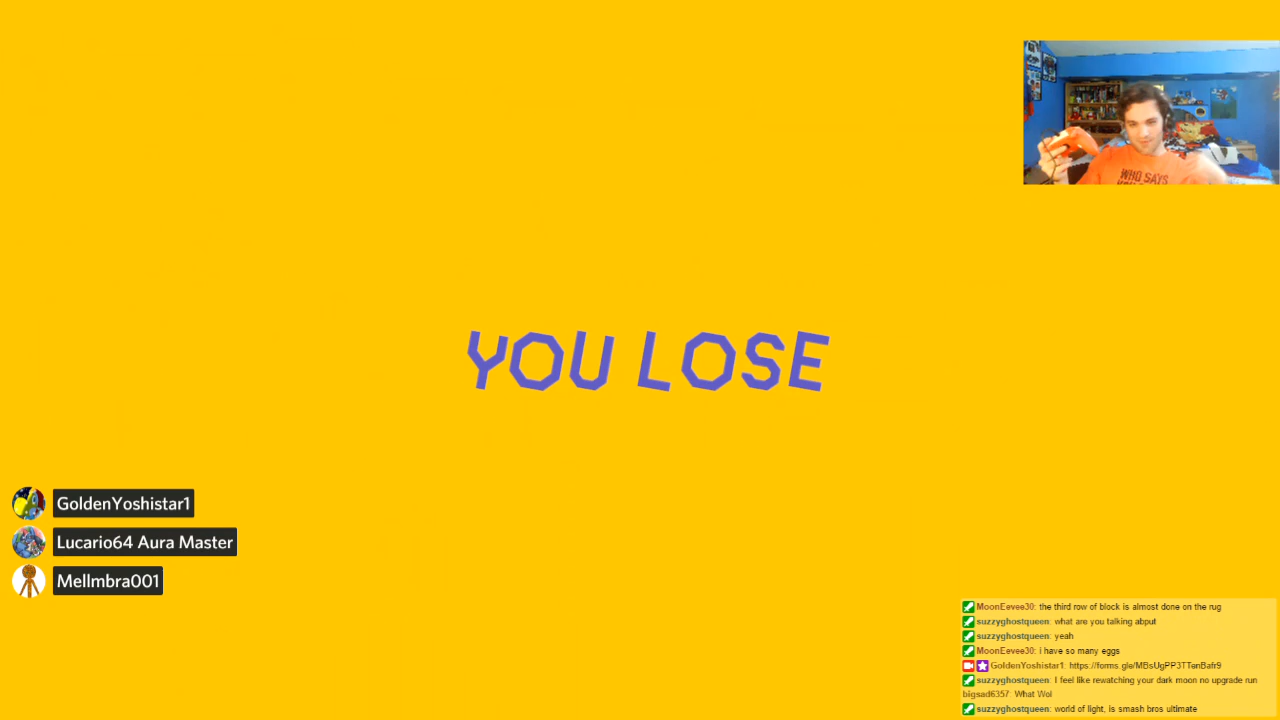 WHO SAYS
YOU LOSE
GoldenYoshistar1
Lucario64 Aura Master
Mellmbra001
MoonEevee30: the third row of block is almost done on the rug
suzzyghostqueen: what are you talking abput
suzzyghostqueen: yeah
MoonEevee30: i have so many eggs
GoldenYoshistar1: https://forms.gle/MBsUgPP3TTenBafr9
suzzyghostqueen: I feel like rewatching your dark moon no upgrade run
bigsad6357: What Wol
suzzyghostqueen: world of light, is smash bros ultimate